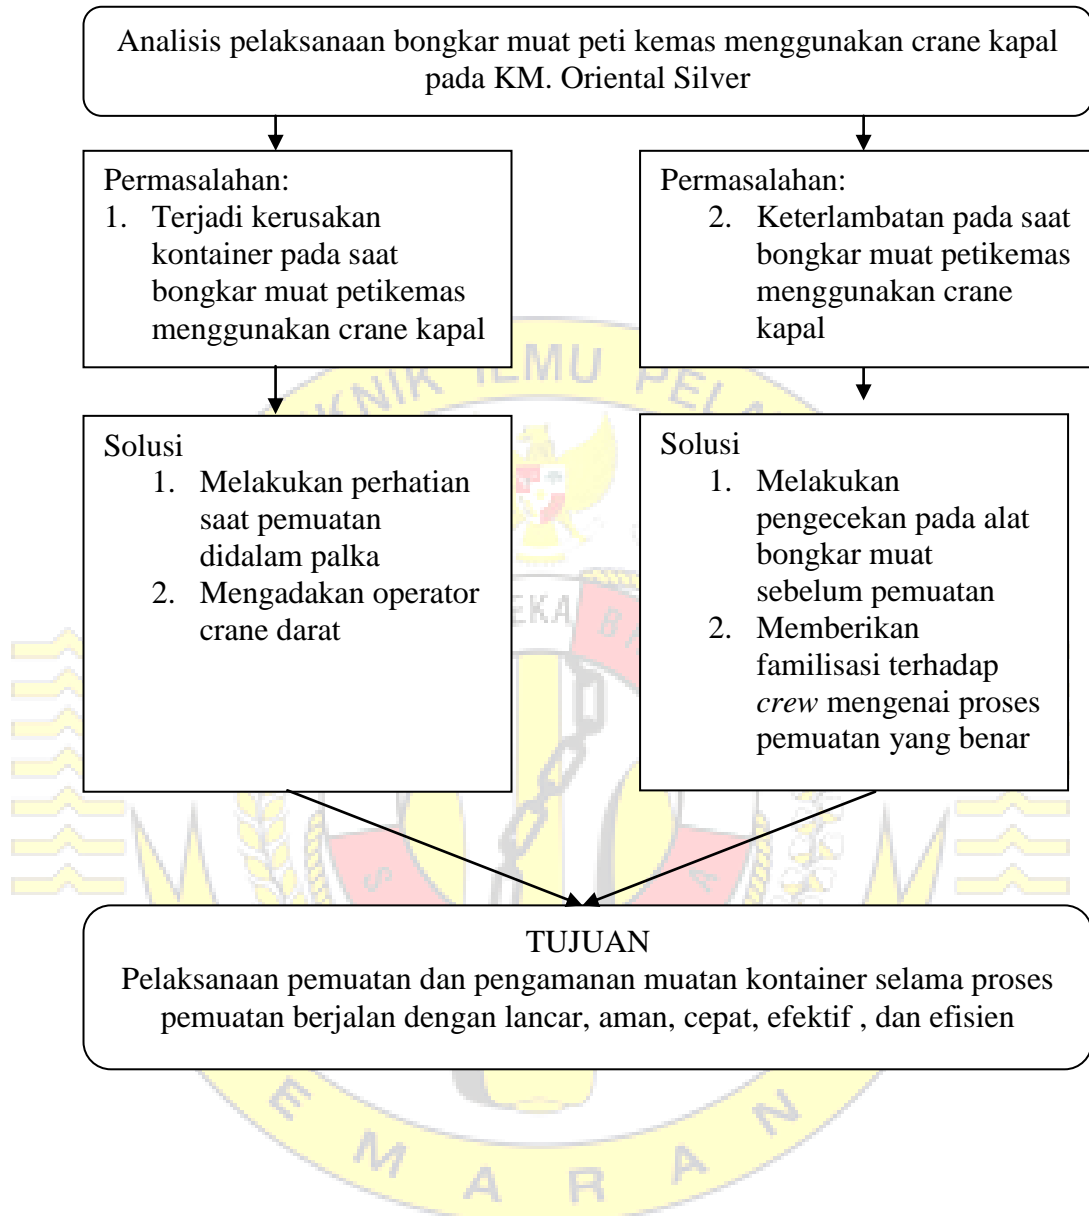 Analisis pelaksanaan bongkar muat peti kemas menggunakan crane kapal
pada KM. Oriental Silver
Permasalahan:
1. Terjadi kerusakan
kontainer pada saat
bongkar muat petikemas
menggunakan crane kapal
Permasalahan:
2. Keterlambatan pada saat
bongkar muat petikemas
menggunakan crane
kapal
Solusi
1. Melakukan perhatian
saat pemuatan
didalam palka
2. Mengadakan operator
crane darat
Solusi
1. Melakukan
pengecekan pada alat
bongkar muat
sebelum pemuatan
2. Memberikan
familisasi terhadap
crew mengenai proses
pemuatan yang benar
TUJUAN
Pelaksanaan pemuatan dan pengamanan muatan kontainer selama proses
pemuatan berjalan dengan lancar, aman, cepat, efektif , dan efisien
ILMU